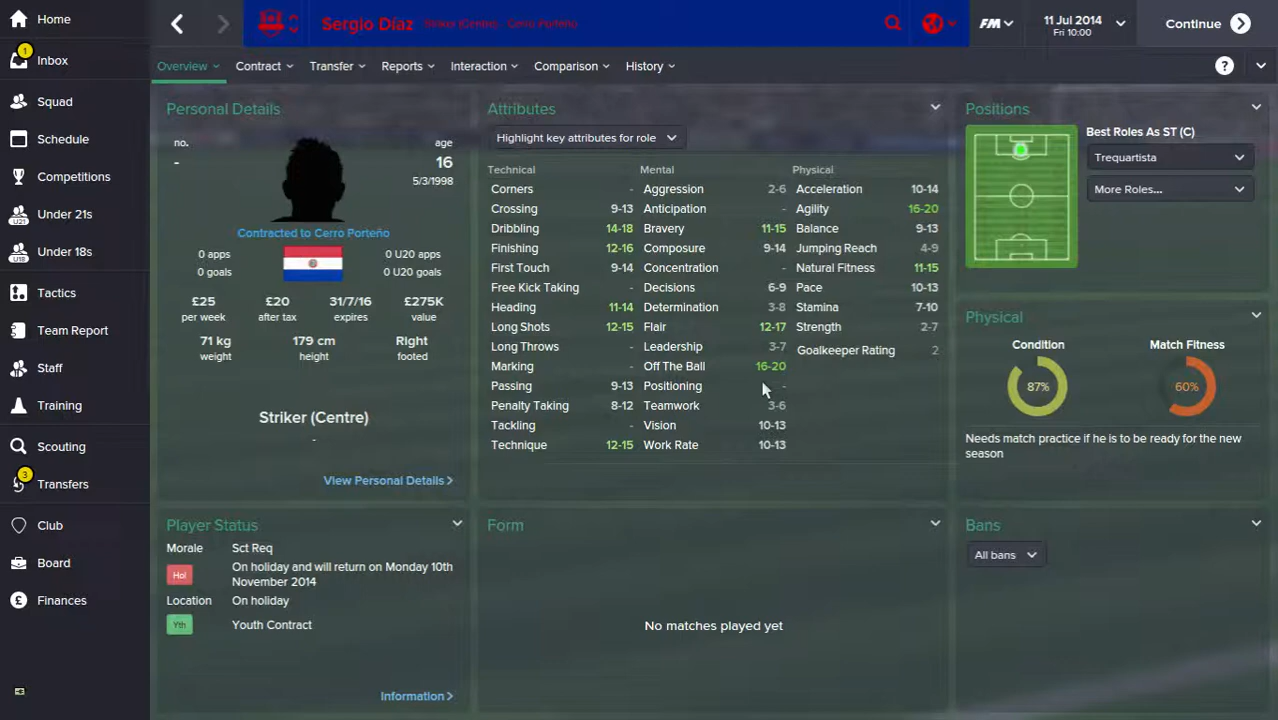 Home
Inbox
1
Squad
Schedule
Competitions
Under 21s
U21
Under 18s
U18
Tactics
Team Report
Staff
Training
Scouting
Transfers
3
Club
Board
£ Finances
Sergio Díaz
Striker (Centre) - Cerro Porteño
FM
11 Jul 2014
Fri 10:00
Continue
Overview
Contract
Transfer
Reports
Interaction
Comparison
History
?
Personal Details
no.
-
age
16
5/3/1998
Contracted to Cerro Porteño
0 apps
0 goals
0 U20 apps
0 U20 goals
£25 £20 31/7/16 £275K
per week after tax expires value
71 kg 179 cm Right
weight height footed
Striker (Centre)
-
View Personal Details >
Attributes
Highlight key attributes for role
Technical
Corners -
Crossing 9-13
Dribbling 14-18
Finishing 12-16
First Touch 9-14
Free Kick Taking -
Heading 11-14
Long Shots 12-15
Long Throws -
Marking -
Passing 9-13
Penalty Taking 8-12
Tackling -
Technique 12-15
Mental
Aggression 2-6
Anticipation -
Bravery 11-15
Composure 9-14
Concentration -
Decisions 6-9
Determination 3-8
Flair 12-17
Leadership 3-7
Off The Ball 16-20
Positioning -
Teamwork 3-6
Vision 10-13
Work Rate 10-13
Physical
Acceleration 10-14
Agility 16-20
Balance 9-13
Jumping Reach 4-9
Natural Fitness 11-15
Pace 10-13
Stamina 7-10
Strength 2-7
Goalkeeper Rating 2
Positions
Best Roles As ST (C)
Trequartista
More Roles...
Physical
Condition
87%
Match Fitness
60%
Needs match practice if he is to be ready for the new
season
Player Status
Morale Sct Req
Hol On holiday and will return on Monday 10th
November 2014
Location On holiday
Yth Youth Contract
Information >
Form
No matches played yet
Bans
All bans